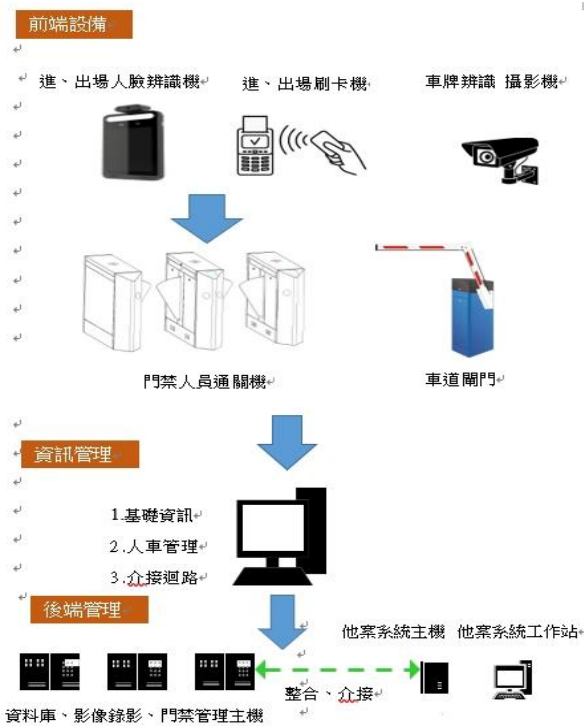 前端設備
進、出場人臉辨識機
進、出場刷卡機
車牌辨識 攝影機
門禁人員通關機
車道閘門
資訊管理
1.基礎資訊
2.人車管理
3.介接迴路
後端管理
他案系統主機 他案系統工作站
整合、介接
資料庫、影像錄影、門禁管理主機